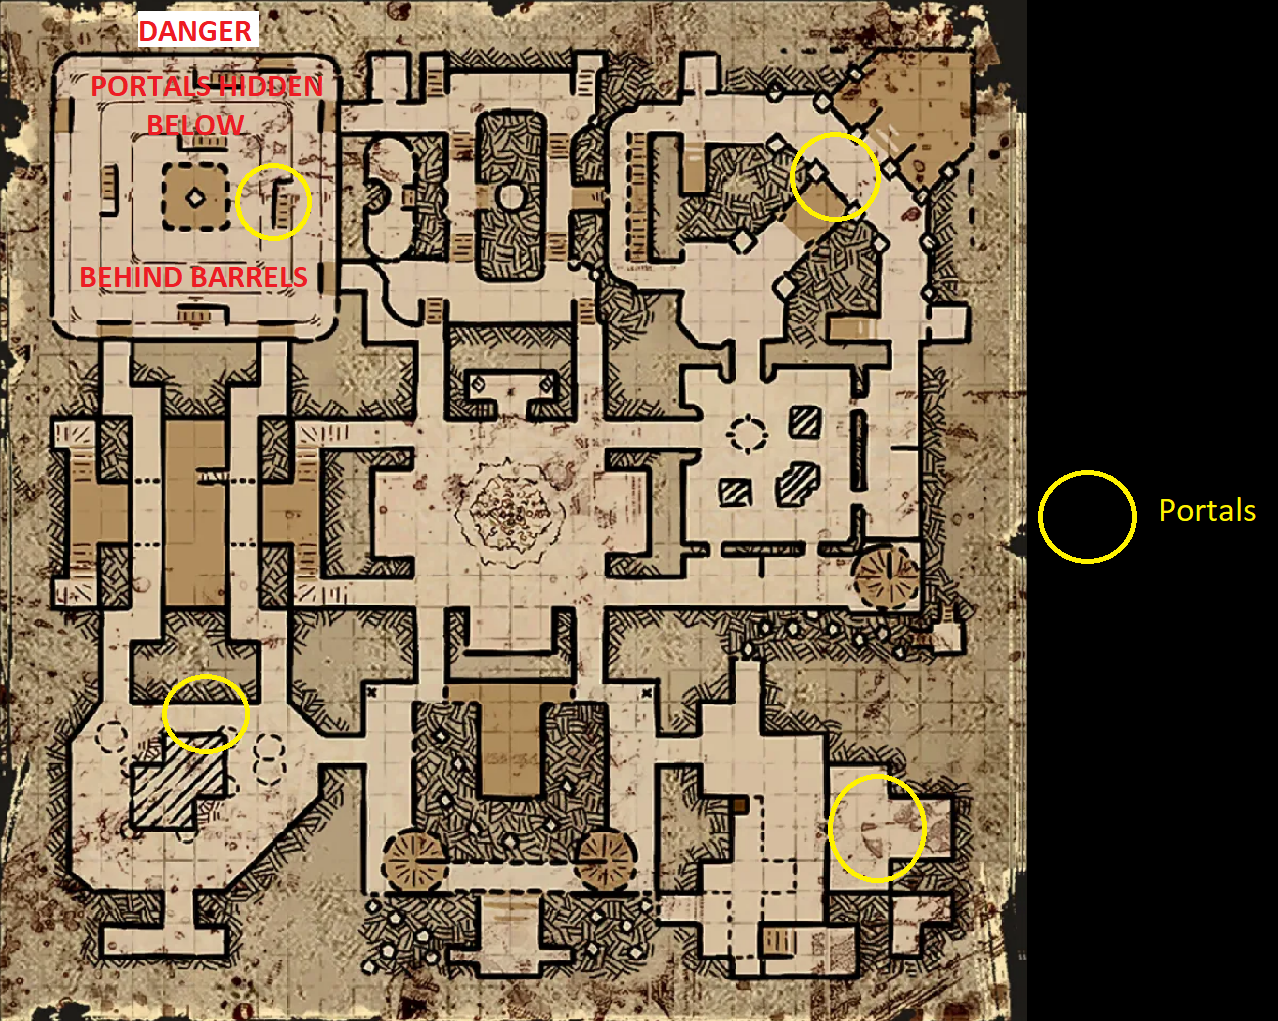 DANGER
PORTALS HIDDEN
BELOW
BEHIND BARRELS
Portals